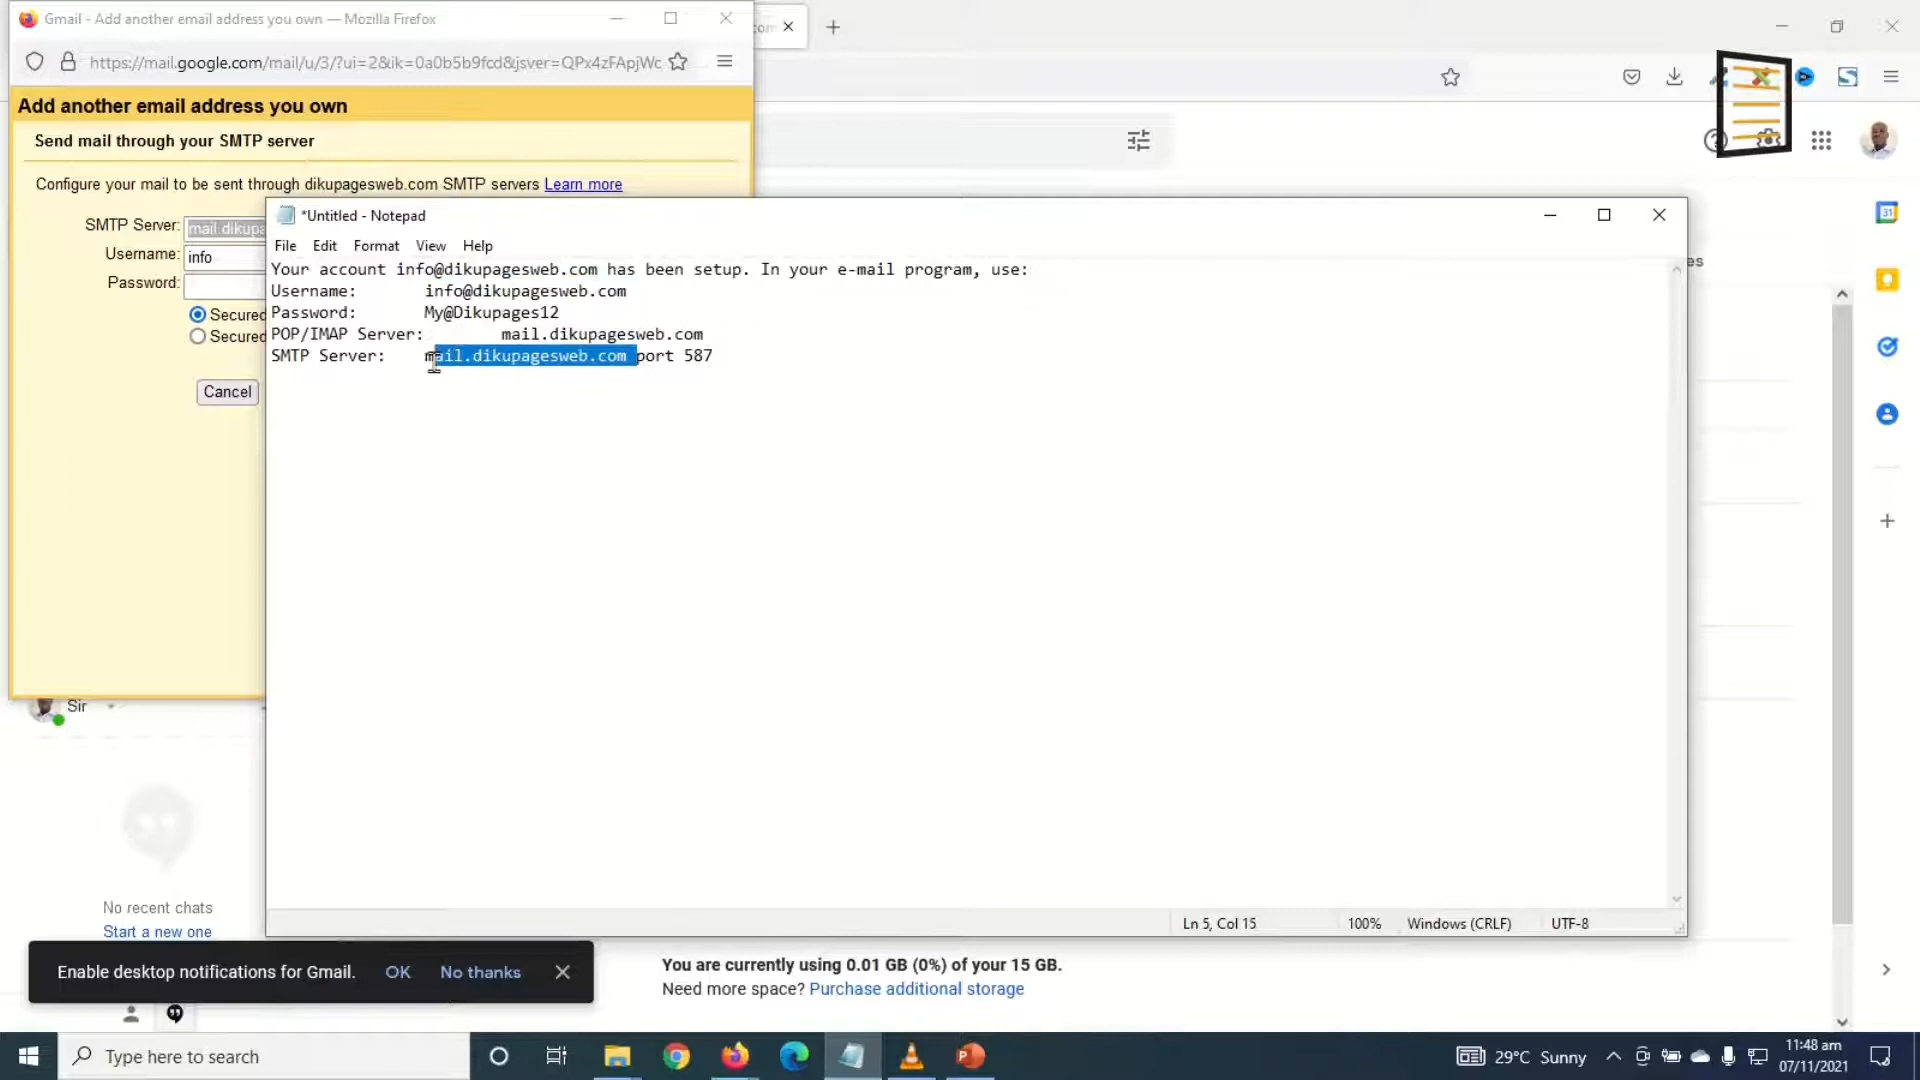 Gmail - Add another email address you own — Mozilla Firefox
https://mail.google.com/mail/u/3/?ui=2&ik=0a0b5b9fcd&jsver=QPx4zFApjWc
Add another email address you own
Send mail through your SMTP server
Configure your mail to be sent through dikupagesweb.com SMTP servers Learn more
SMTP Server: mail.dikupa
Username: info
Password:
Secured
Secured
Cancel
*Untitled - Notepad
File Edit Format View Help
Your account info@dikupagesweb.com has been setup. In your e-mail program, use:
Username: info@dikupagesweb.com
Password: My@Dikupages12
POP/IMAP Server: mail.dikupagesweb.com
SMTP Server: mail.dikupagesweb.com port 587
Ln 5, Col 15 100% Windows (CRLF) UTF-8
31
Sir
No recent chats
Start a new one
Enable desktop notifications for Gmail. OK No thanks
You are currently using 0.01 GB (0%) of your 15 GB.
Need more space? Purchase additional storage
Type here to search
29°C Sunny
11:48 am
07/11/2021